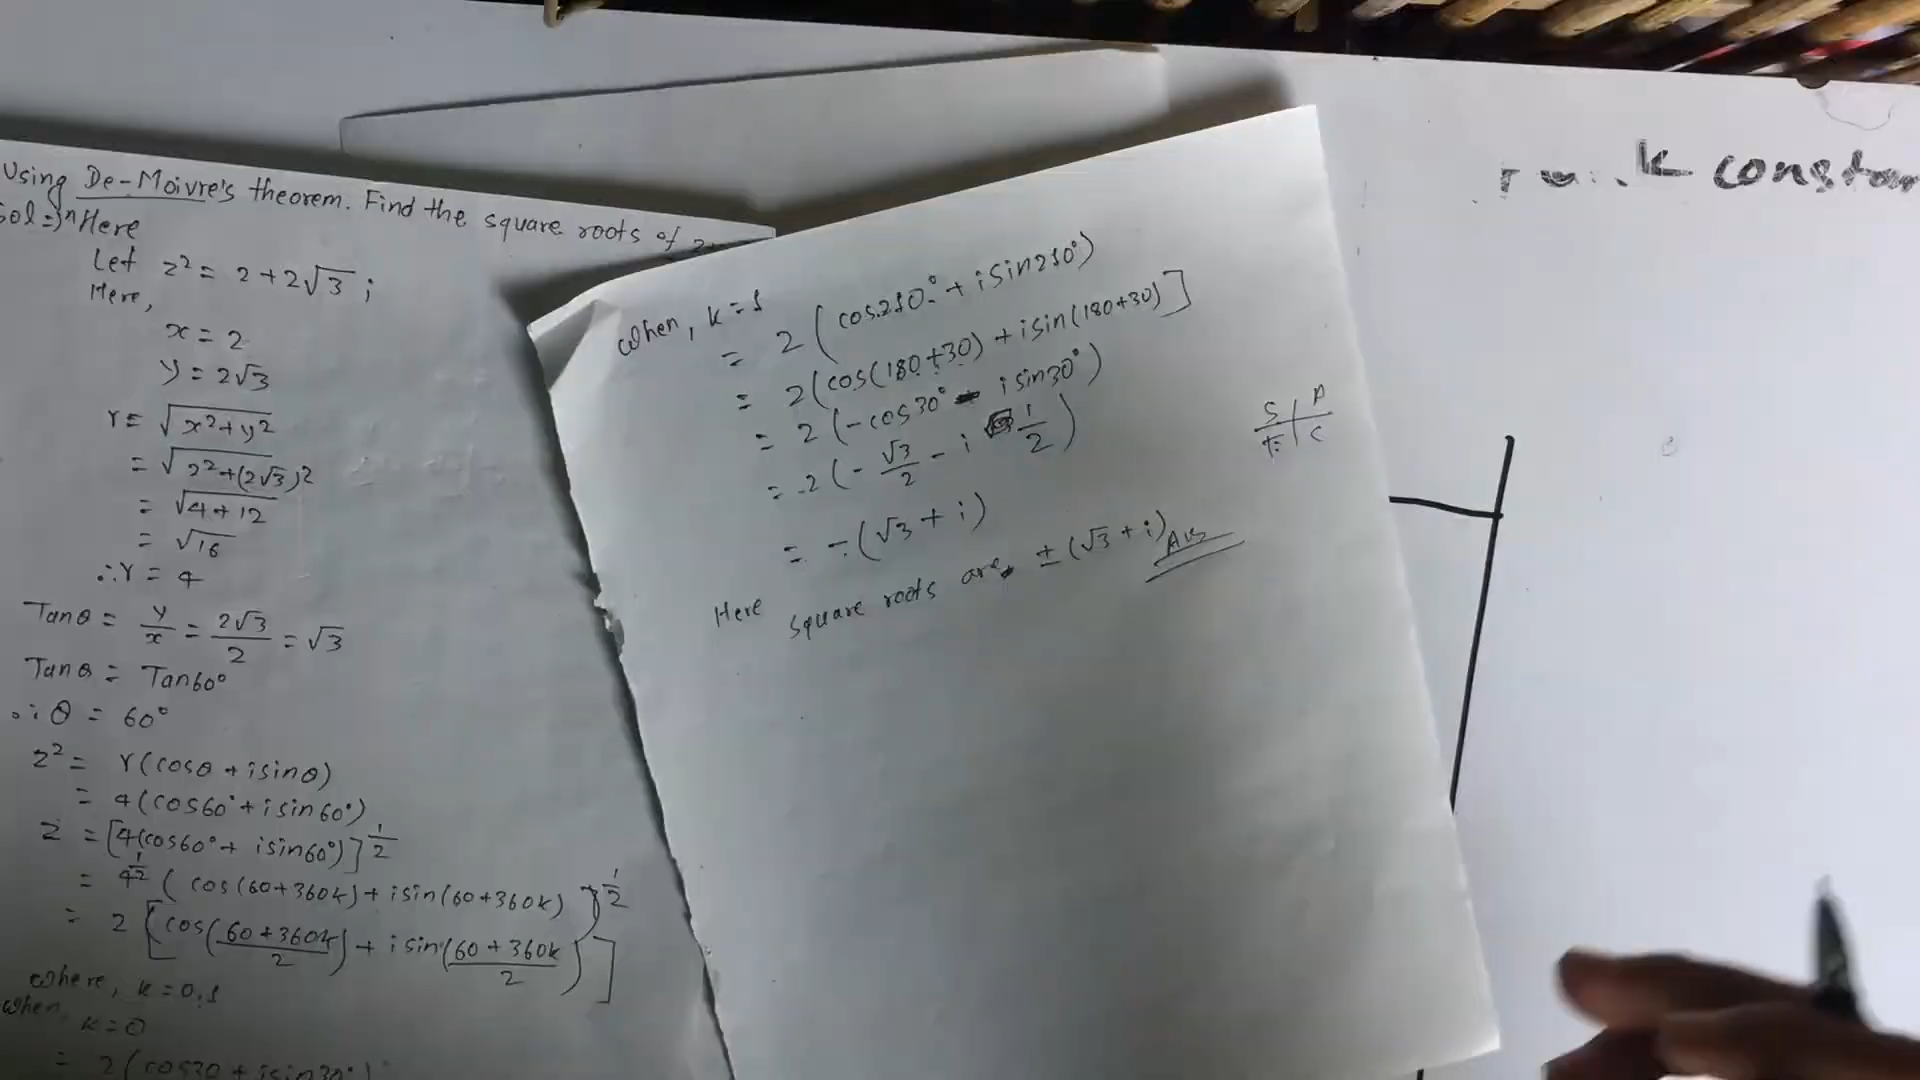 Using De-Moivre's theorem. Find the square roots of
Sol=)ⁿ Here
Let z² = 2+2√3 i
Here,
x = 2
y = 2√3
r = √x²+y²
= √2²+(2√3)²
= √4+12
= √16
∴ r = 4
Tanθ = y/x = 2√3/2 = √3
Tanθ = Tan60°
∴ θ = 60°
z² = r(cosθ + isinθ)
= 4(cos60° + isin60°)
z = [4(cos60° + isin60°)]^1/2
= 4^1/2 (cos(60+360k) + isin(60+360k))^1/2
= 2 [cos(60+360k/2) + isin(60+360k/2)]
where, k = 0,1
when,
k = 0
= 2(cos30 + isin30°)
when, k = 1
= 2 (cos210° + isin210°)
= 2(cos(180+30) + isin(180+30)]
= 2 (-cos30° - isin30°)
= 2 (-√3/2 - i 1/2)
= -(√3 + i)
Here square roots are ±(√3 + i) Ans
S A
T C
k constan